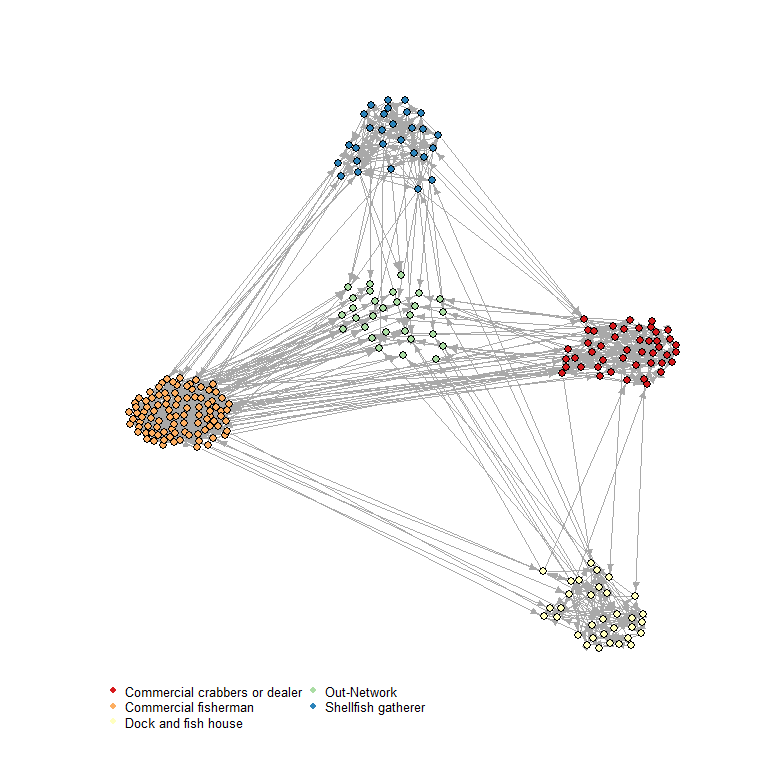 Commercial crabbers or dealer
Commercial fisherman
Dock and fish house
Out-Network
Shellfish gatherer